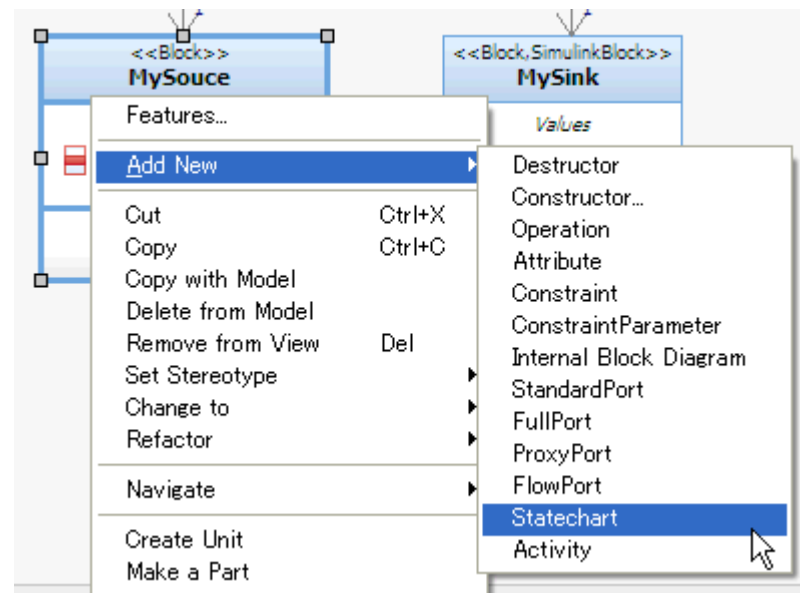 <<Block>>
MySouce
<<Block,SimulinkBlock>>
MySink
Values
Features...
Add New
Cut Ctrl+X
Copy Ctrl+C
Copy with Model
Delete from Model
Remove from View Del
Set Stereotype
Change to
Refactor
Navigate
Create Unit
Make a Part
Destructor
Constructor...
Operation
Attribute
Constraint
ConstraintParameter
Internal Block Diagram
StandardPort
FullPort
ProxyPort
FlowPort
Statechart
Activity